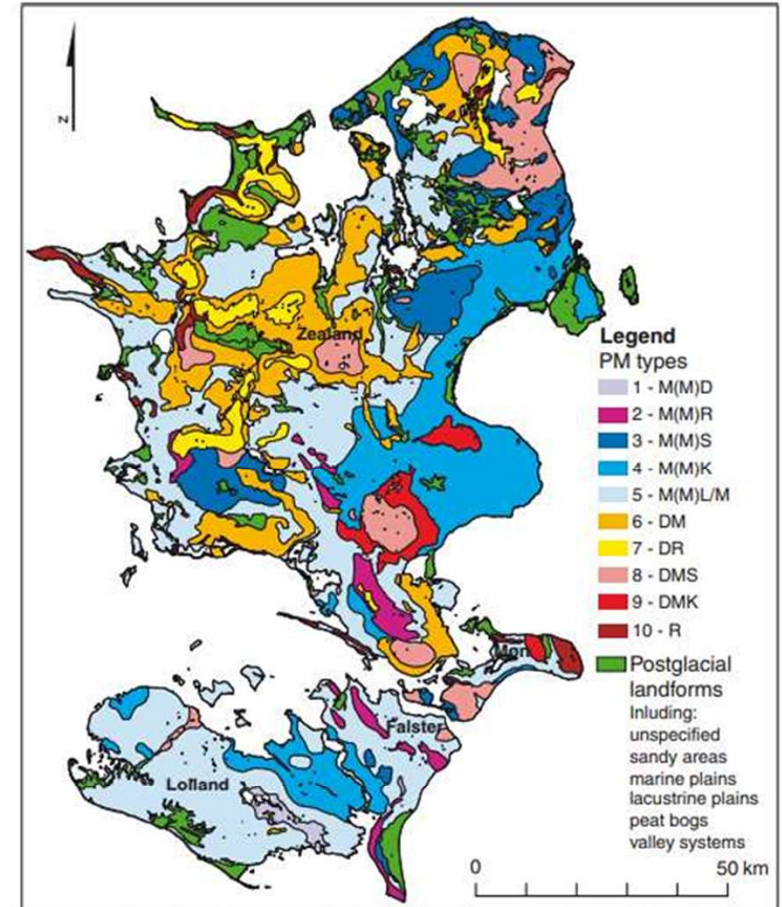 N
Zealand
Legend
PM types
1 - M(M)D
2 - M(M)R
3 - M(M)S
4 - M(M)K
5 - M(M)L/M
6 - DM
7 - DR
8 - DMS
9 - DMK
10 - R
Postglacial
landforms
Inluding:
unspecified
sandy areas
marine plains
lacustrine plains
peat bogs
valley systems
Møn
Falster
Lolland
0 50 km